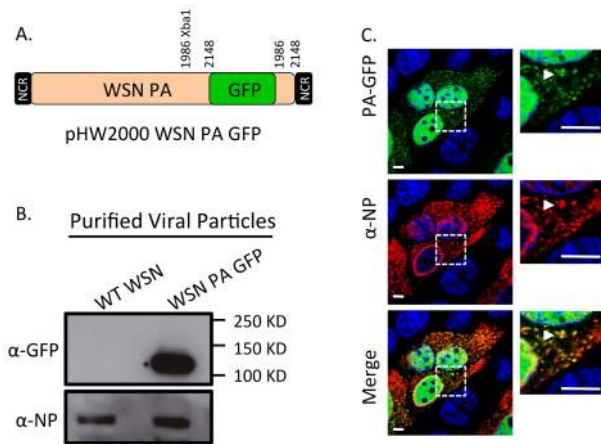 A.
1986 Xba1
2148
1986
2148
NCR
WSN PA
GFP
NCR
pHW2000 WSN PA GFP
B.
Purified Viral Particles
WT WSN
WSN PA GFP
α-GFP
250 KD
150 KD
100 KD
α-NP
C.
PA-GFP
α-NP
Merge